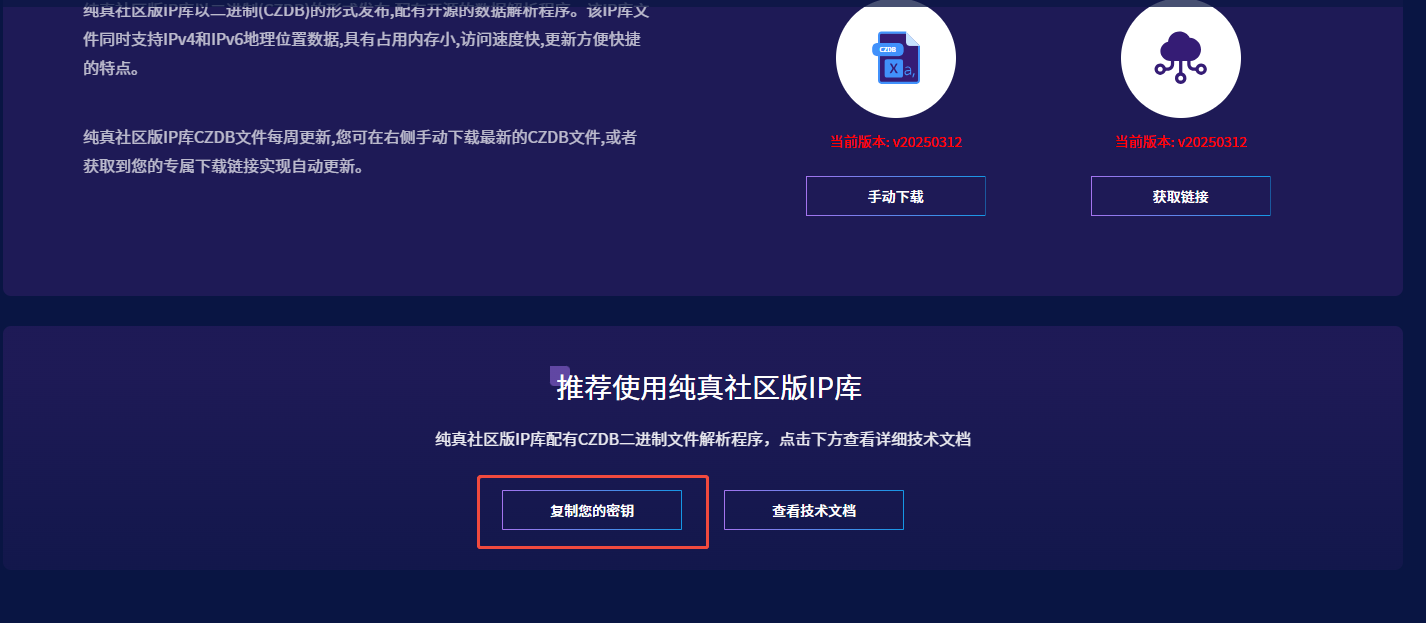 纯真社区版IP库以二进制(CZDB)的形式发布,配有开源的数据解析程序。该IP库文
件同时支持IPv4和IPv6地理位置数据,具有占用内存小,访问速度快,更新方便快捷
的特点。
纯真社区版IP库CZDB文件每周更新,您可在右侧手动下载最新的CZDB文件,或者
获取到您的专属下载链接实现自动更新。
CZDB
X a,
当前版本: v20250312
手动下载
当前版本: v20250312
获取链接
推荐使用纯真社区版IP库
纯真社区版IP库配有CZDB二进制文件解析程序，点击下方查看详细技术文档
复制您的密钥
查看技术文档